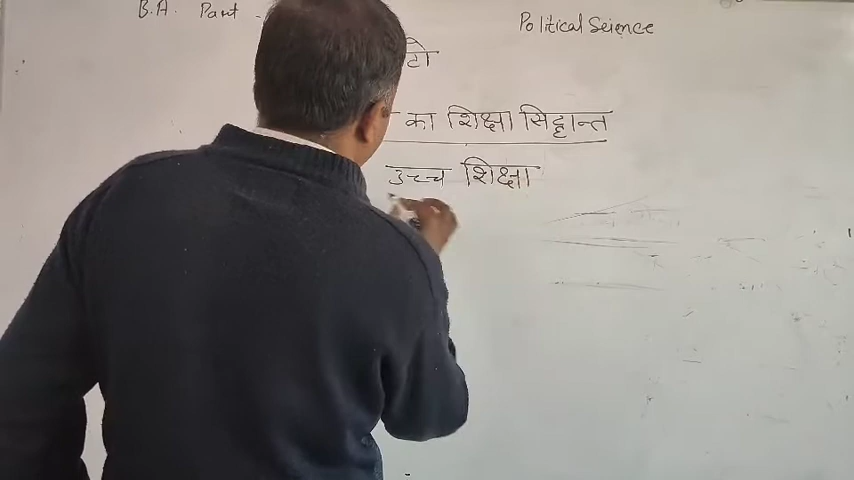 B.A. Part Political Science
का शिक्षा सिद्धान्त
उच्च शिक्षा